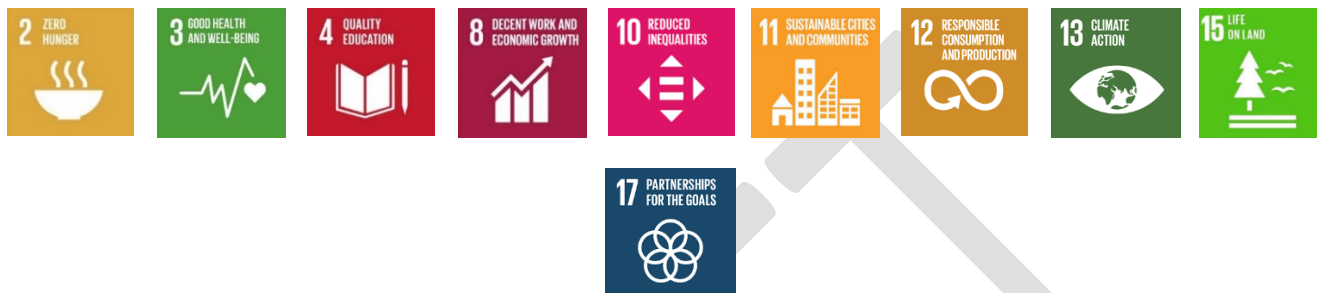 2 ZERO
HUNGER
3 GOOD HEALTH
AND WELL-BEING
4 QUALITY
EDUCATION
8 DECENT WORK AND
ECONOMIC GROWTH
10 REDUCED
INEQUALITIES
11 SUSTAINABLE CITIES
AND COMMUNITIES
12 RESPONSIBLE
CONSUMPTION
AND PRODUCTION
13 CLIMATE
ACTION
15 LIFE
ON LAND
17 PARTNERSHIPS
FOR THE GOALS